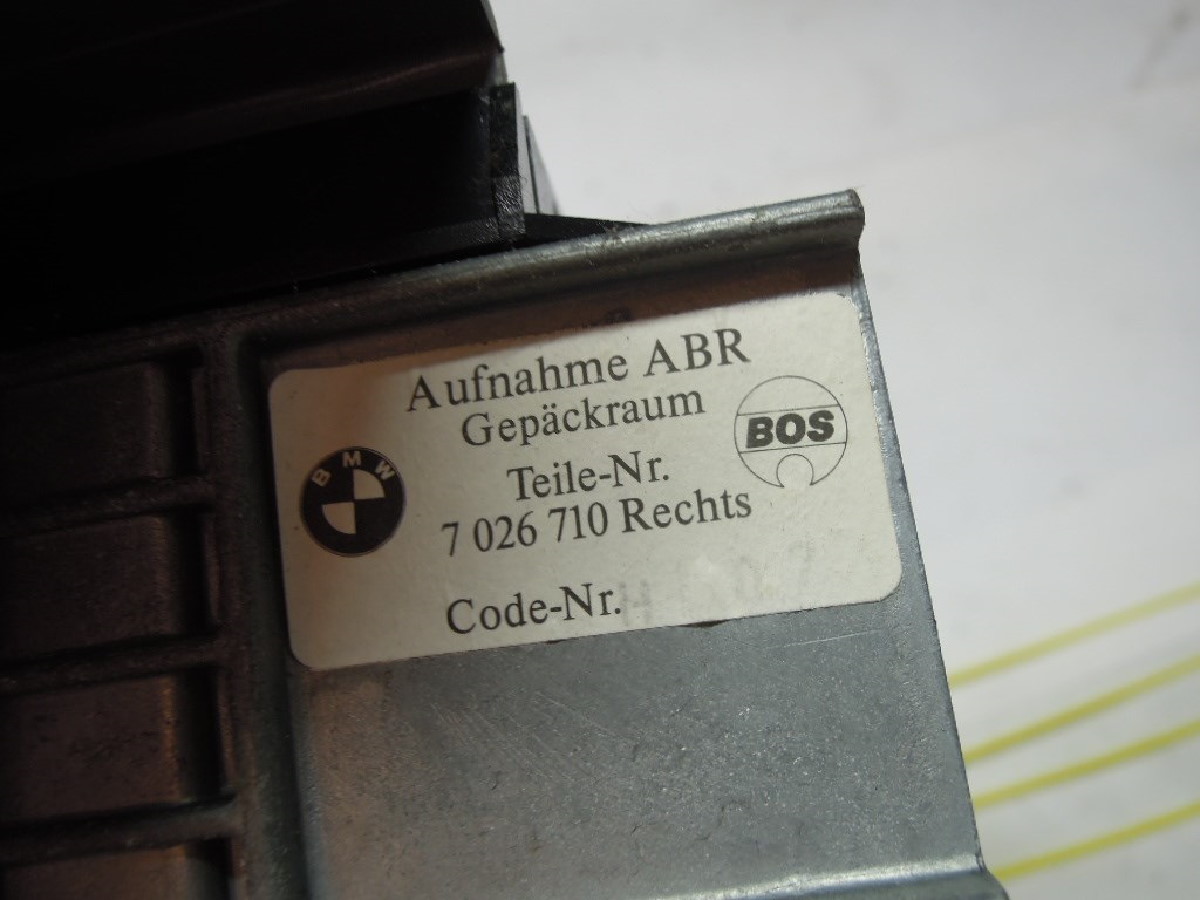 Aufnahme ABR
Gepäckraum
BOS
BMW
Teile-Nr.
7 026 710 Rechts
Code-Nr.